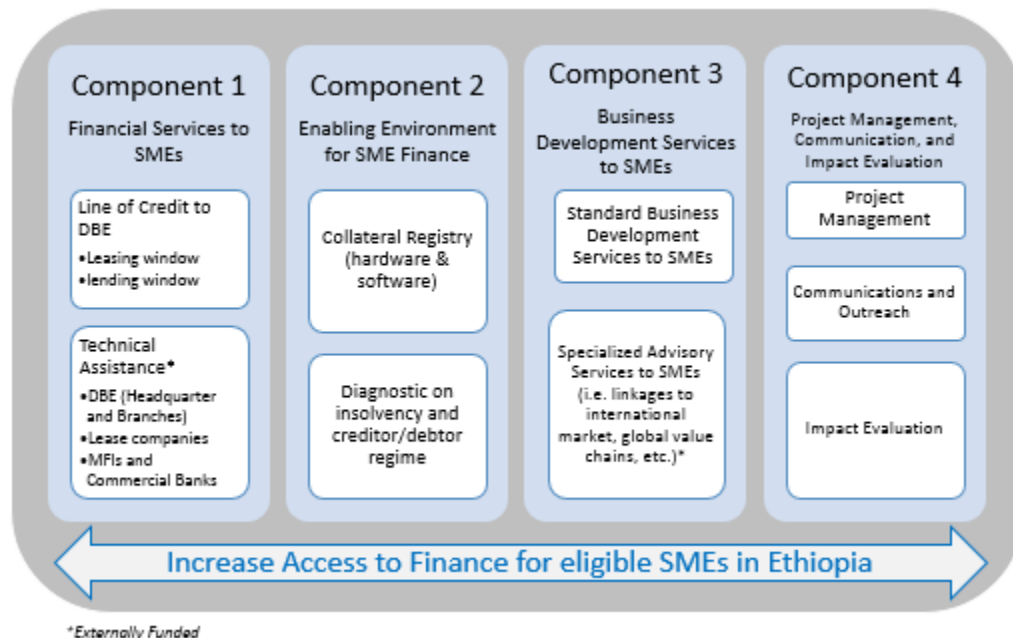 Component 1
Financial Services to
SMEs
Line of Credit to
DBE
•Leasing window
•lending window
Technical
Assistance*
•DBE (Headquarter
and Branches)
•Lease companies
•MFIs and
Commercial Banks
Component 2
Enabling Environment
for SME Finance
Collateral Registry
(hardware &
software)
Diagnostic on
insolvency and
creditor/debtor
regime
Component 3
Business
Development Services
to SMEs
Standard Business
Development
Services to SMEs
Specialized Advisory
Services to SMEs
(i.e. linkages to
international
market, global value
chains, etc.)*
Component 4
Project Management,
Communication, and
Impact Evaluation
Project
Management
Communications and
Outreach
Impact Evaluation
Increase Access to Finance for eligible SMEs in Ethiopia
*Externally Funded